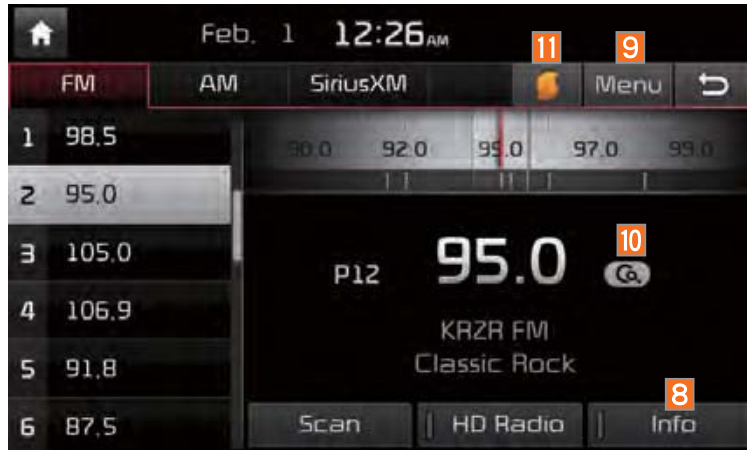 Feb. 1 12:26 AM
11 9
FM AM SiriusXM Menu
1 98.5
2 95.0
3 105.0
4 106.9
5 91.8
6 87.5
90.0 92.0 95.0 97.0 99.0
10
P12 95.0
KRZR FM
Classic Rock
8
Scan HD Radio Info